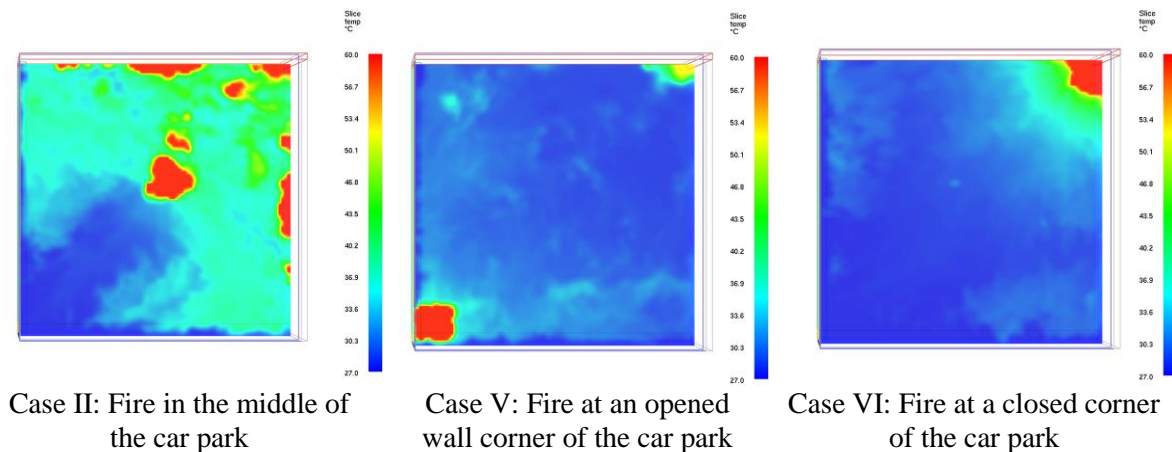 Slice
temp
°C
60.0
56.7
53.4
50.1
46.8
43.5
40.2
36.9
33.6
30.3
27.0
Case II: Fire in the middle of
the car park
Slice
temp
°C
60.0
56.7
53.4
50.1
46.8
43.5
40.2
36.9
33.6
30.3
27.0
Case V: Fire at an opened
wall corner of the car park
Slice
temp
°C
60.0
56.7
53.4
50.1
46.8
43.5
40.2
36.9
33.6
30.3
27.0
Case VI: Fire at a closed corner
of the car park